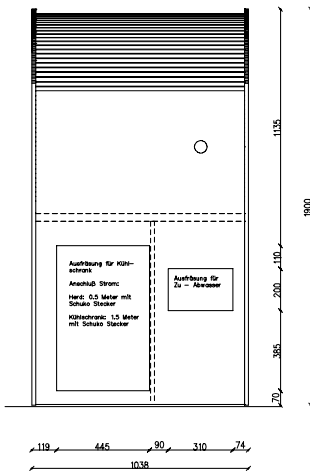 1135
1900
110
Ausfräsung für Kühl-
schrank
Anschluß Strom:
Herd: 0.5 Meter mit
Schuko Stecker
Kühlschrank: 1,5 Meter
mit Schuko Stecker
Ausfräsung für
Zu - Abwasser
200
385
70
119 445 90 310 74
1038